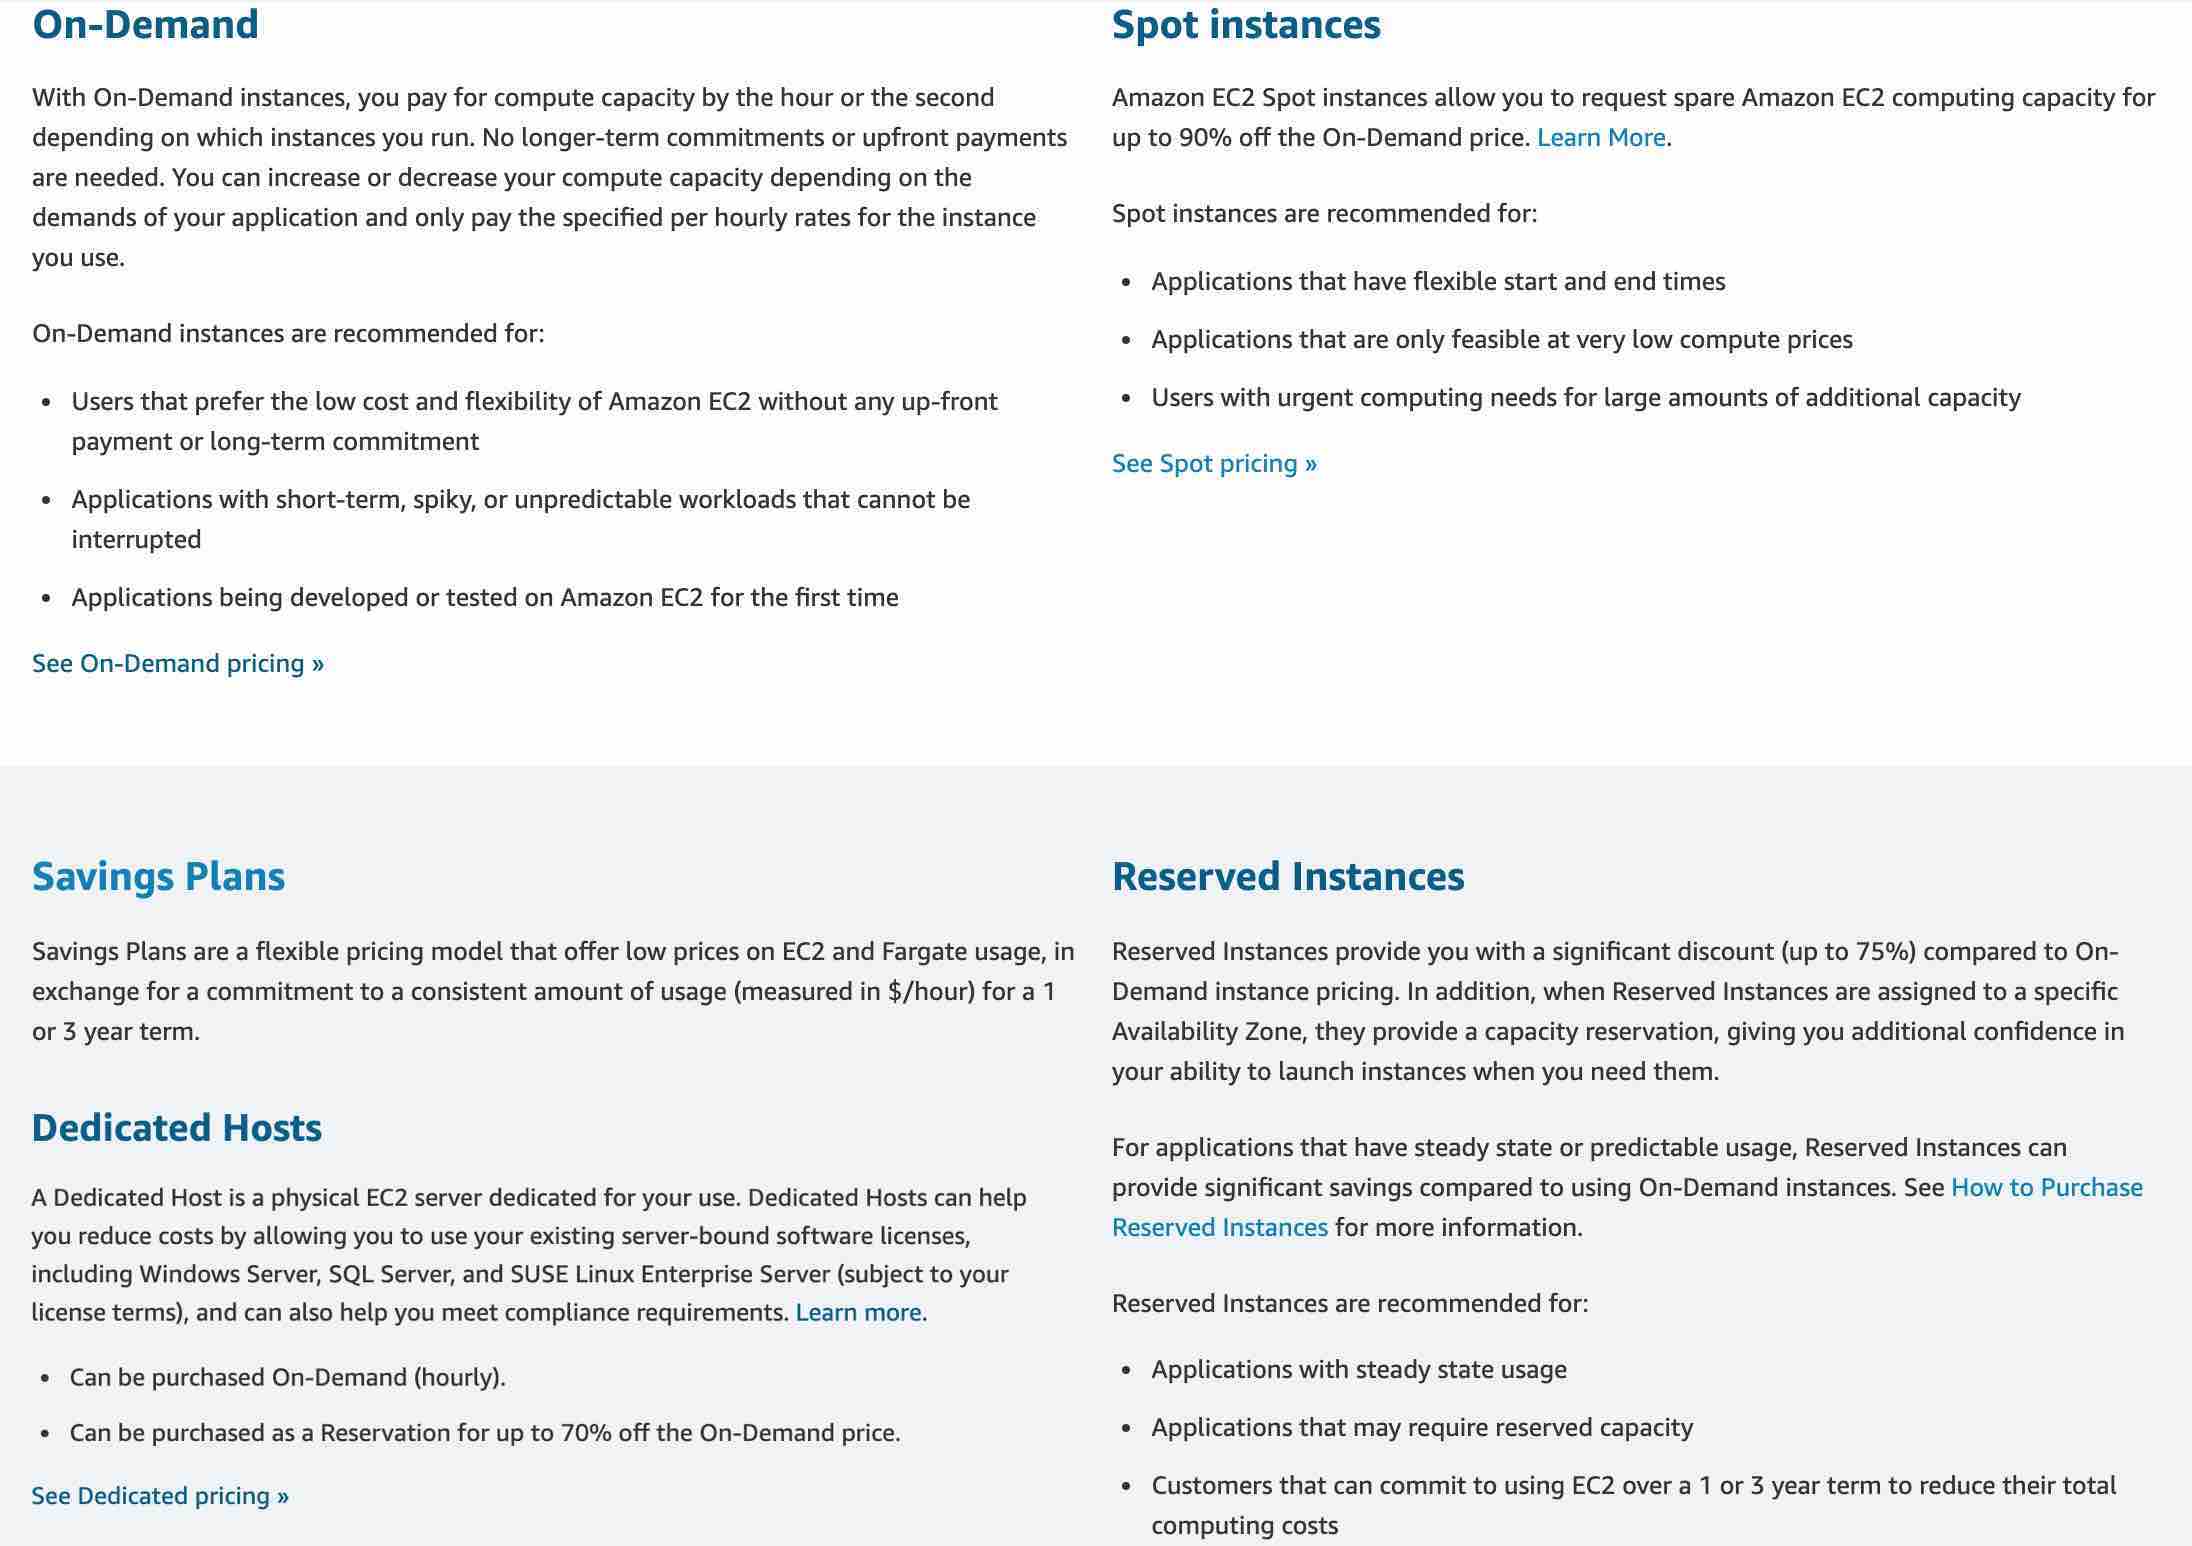 On-Demand
With On-Demand instances, you pay for compute capacity by the hour or the second
depending on which instances you run. No longer-term commitments or upfront payments
are needed. You can increase or decrease your compute capacity depending on the
demands of your application and only pay the specified per hourly rates for the instance
you use.
On-Demand instances are recommended for:
• Users that prefer the low cost and flexibility of Amazon EC2 without any up-front
payment or long-term commitment
• Applications with short-term, spiky, or unpredictable workloads that cannot be
interrupted
• Applications being developed or tested on Amazon EC2 for the first time
See On-Demand pricing »
Spot instances
Amazon EC2 Spot instances allow you to request spare Amazon EC2 computing capacity for
up to 90% off the On-Demand price. Learn More.
Spot instances are recommended for:
• Applications that have flexible start and end times
• Applications that are only feasible at very low compute prices
• Users with urgent computing needs for large amounts of additional capacity
See Spot pricing »
Savings Plans
Savings Plans are a flexible pricing model that offer low prices on EC2 and Fargate usage, in
exchange for a commitment to a consistent amount of usage (measured in $/hour) for a 1
or 3 year term.
Dedicated Hosts
A Dedicated Host is a physical EC2 server dedicated for your use. Dedicated Hosts can help
you reduce costs by allowing you to use your existing server-bound software licenses,
including Windows Server, SQL Server, and SUSE Linux Enterprise Server (subject to your
license terms), and can also help you meet compliance requirements. Learn more.
• Can be purchased On-Demand (hourly).
• Can be purchased as a Reservation for up to 70% off the On-Demand price.
See Dedicated pricing »
Reserved Instances
Reserved Instances provide you with a significant discount (up to 75%) compared to On-
Demand instance pricing. In addition, when Reserved Instances are assigned to a specific
Availability Zone, they provide a capacity reservation, giving you additional confidence in
your ability to launch instances when you need them.
For applications that have steady state or predictable usage, Reserved Instances can
provide significant savings compared to using On-Demand instances. See How to Purchase
Reserved Instances for more information.
Reserved Instances are recommended for:
• Applications with steady state usage
• Applications that may require reserved capacity
• Customers that can commit to using EC2 over a 1 or 3 year term to reduce their total
computing costs